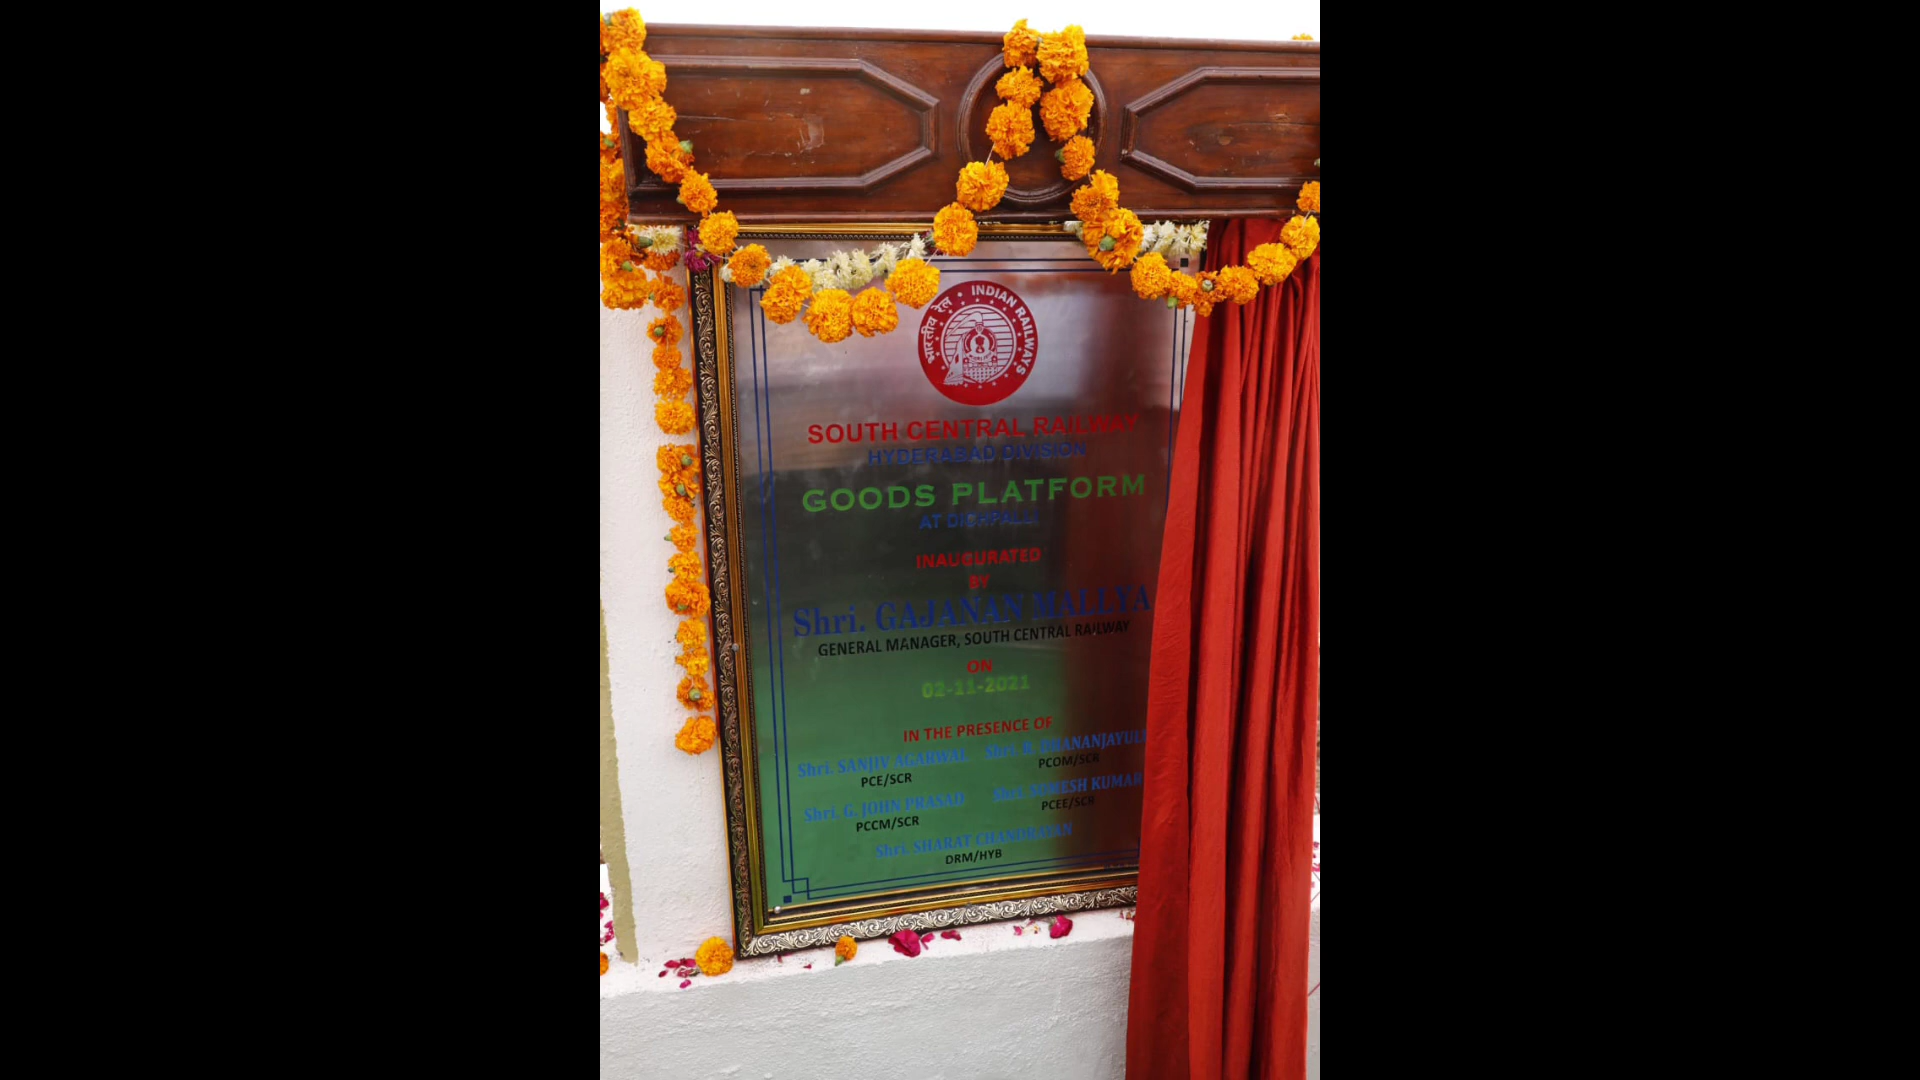 भारतीय रेल * INDIAN RAILWAYS
SOUTH CENTRAL RAILWAY
HYDERABAD DIVISION
GOODS PLATFORM
AT DICHPALLI
INAUGURATED
BY
Shri. GAJANAN MALLYA
GENERAL MANAGER, SOUTH CENTRAL RAILWAY
ON
02-11-2021
IN THE PRESENCE OF
Shri. SANJIV AGARWAL Shri. DHANANJAYULU
PCE/SCR PCOM/SCR
Shri. G. JOHN PRASAD Shri. SOMESH KUMAR
PCCM/SCR PCEE/SCR
Shri. SHARAT CHANDRAYAN
DRM/HYB